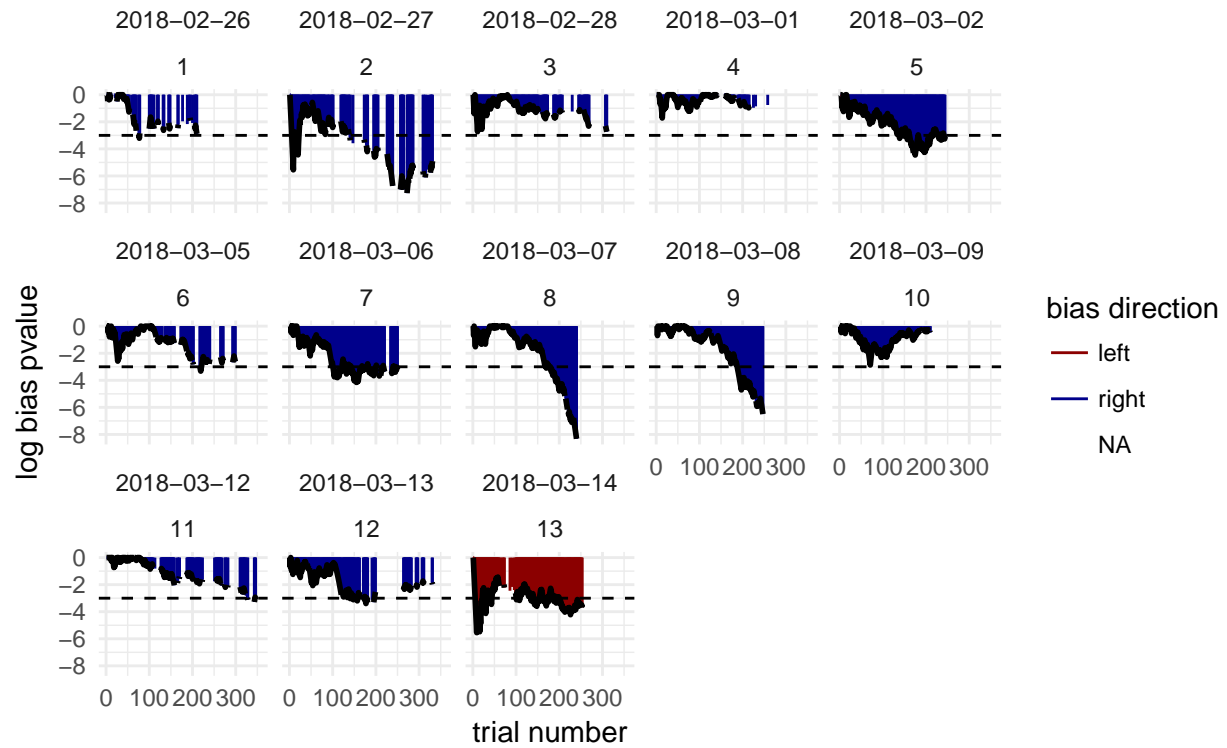 2018−02−26 2018−02−27 2018−02−28 2018−03−01 2018−03−02
1 2 3 4 5
0
−2
−4
−6
−8
2018−03−05 2018−03−06 2018−03−07 2018−03−08 2018−03−09
6 7 8 9 10
0
−2
−4
−6
−8
0 100 200 300 0 100 200 300
2018−03−12 2018−03−13 2018−03−14
11 12 13
0
−2
−4
−6
−8
0 100 200 300 0 100 200 300 0 100 200 300
trial number
log bias pvalue
bias direction
left
right
NA